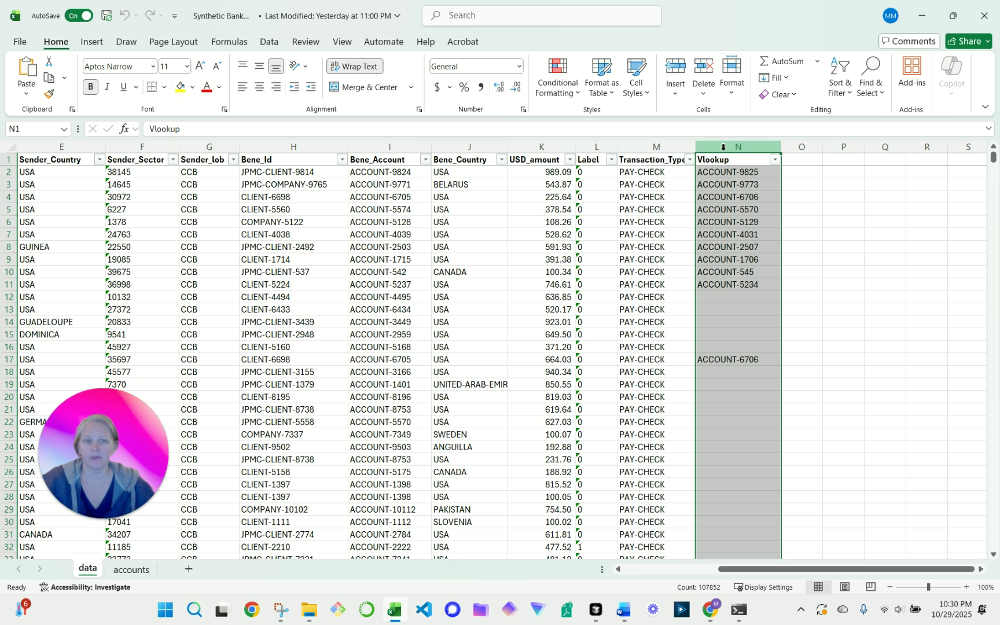 AutoSave On Synthetic Bank... • Last Modified: Yesterday at 11:00 PM Search MM
File Home Insert Draw Page Layout Formulas Data Review View Automate Help Acrobat Comments Share
Aptos Narrow 11 Wrap Text General AutoSum
Paste B I U Merge & Center $ % Conditional Formatting Format as Table Cell Styles Insert Delete Format Fill Clear Sort & Filter Find & Select Add-ins Copilot
Clipboard Font Alignment Number Styles Cells Editing Add-ins
N1 fx Vlookup
E F G H I J K L M N O P Q R S
1 Sender_Country Sender_Sector Sender_lob Bene_Id Bene_Account Bene_Country USD_amount Label Transaction_Type Vlookup
2 USA 38145 CCB JPMC-CLIENT-9814 ACCOUNT-9824 USA 989.09 0 PAY-CHECK ACCOUNT-9825
3 USA 14645 CCB JPMC-COMPANY-9765 ACCOUNT-9771 BELARUS 543.87 0 PAY-CHECK ACCOUNT-9773
4 USA 30972 CCB CLIENT-6698 ACCOUNT-6705 USA 225.64 0 PAY-CHECK ACCOUNT-6706
5 USA 6227 CCB CLIENT-5560 ACCOUNT-5574 USA 378.54 0 PAY-CHECK ACCOUNT-5570
6 USA 1378 CCB COMPANY-5122 ACCOUNT-5128 USA 108.26 0 PAY-CHECK ACCOUNT-5129
7 USA 24763 CCB CLIENT-4038 ACCOUNT-4039 USA 528.62 0 PAY-CHECK ACCOUNT-4031
8 GUINEA 22550 CCB JPMC-CLIENT-2492 ACCOUNT-2503 USA 591.93 0 PAY-CHECK ACCOUNT-2507
9 USA 19085 CCB CLIENT-1714 ACCOUNT-1715 USA 391.38 0 PAY-CHECK ACCOUNT-1706
10 USA 39675 CCB JPMC-CLIENT-537 ACCOUNT-542 CANADA 100.34 0 PAY-CHECK ACCOUNT-545
11 USA 36998 CCB CLIENT-5224 ACCOUNT-5237 USA 746.61 0 PAY-CHECK ACCOUNT-5234
12 USA 10132 CCB CLIENT-4494 ACCOUNT-4495 USA 636.85 0 PAY-CHECK
13 USA 27372 CCB CLIENT-6433 ACCOUNT-6434 USA 520.17 0 PAY-CHECK
14 GUADELOUPE 20833 CCB JPMC-CLIENT-3439 ACCOUNT-3449 USA 923.01 0 PAY-CHECK
15 DOMINICA 9541 CCB JPMC-CLIENT-2948 ACCOUNT-2959 USA 649.50 0 PAY-CHECK
16 USA 45927 CCB CLIENT-5160 ACCOUNT-5168 USA 371.20 0 PAY-CHECK
17 USA 35697 CCB CLIENT-6698 ACCOUNT-6705 USA 664.03 0 PAY-CHECK ACCOUNT-6706
18 USA 45577 CCB JPMC-CLIENT-3155 ACCOUNT-3166 USA 940.34 0 PAY-CHECK
19 USA 7370 CCB JPMC-CLIENT-1379 ACCOUNT-1401 UNITED-ARAB-EMIR 850.55 0 PAY-CHECK
20 USA CCB CLIENT-8195 ACCOUNT-8196 USA 819.03 0 PAY-CHECK
21 USA CCB JPMC-CLIENT-8738 ACCOUNT-8753 USA 619.64 0 PAY-CHECK
22 GERMA CCB JPMC-CLIENT-5558 ACCOUNT-5570 USA 627.03 0 PAY-CHECK
23 USA CCB COMPANY-7337 ACCOUNT-7349 SWEDEN 100.07 0 PAY-CHECK
24 USA CCB CLIENT-9502 ACCOUNT-9503 ANGUILLA 192.88 0 PAY-CHECK
25 USA CCB JPMC-CLIENT-8738 ACCOUNT-8753 USA 231.76 0 PAY-CHECK
26 USA CCB CLIENT-5158 ACCOUNT-5175 CANADA 188.92 0 PAY-CHECK
27 USA CCB CLIENT-1397 ACCOUNT-1398 USA 815.52 0 PAY-CHECK
28 USA CCB CLIENT-1397 ACCOUNT-1398 USA 100.05 0 PAY-CHECK
29 USA CCB COMPANY-10102 ACCOUNT-10112 PAKISTAN 754.50 0 PAY-CHECK
30 USA 17041 CCB CLIENT-1111 ACCOUNT-1112 SLOVENIA 100.02 0 PAY-CHECK
31 CANADA 34207 CCB JPMC-CLIENT-2774 ACCOUNT-2784 USA 611.81 0 PAY-CHECK
32 USA 11185 CCB CLIENT-2210 ACCOUNT-2222 USA 477.52 1 PAY-CHECK
data accounts
Ready Accessibility: Investigate Count: 107852 Display Settings 100%
6 M 10:30 PM
10/29/2025